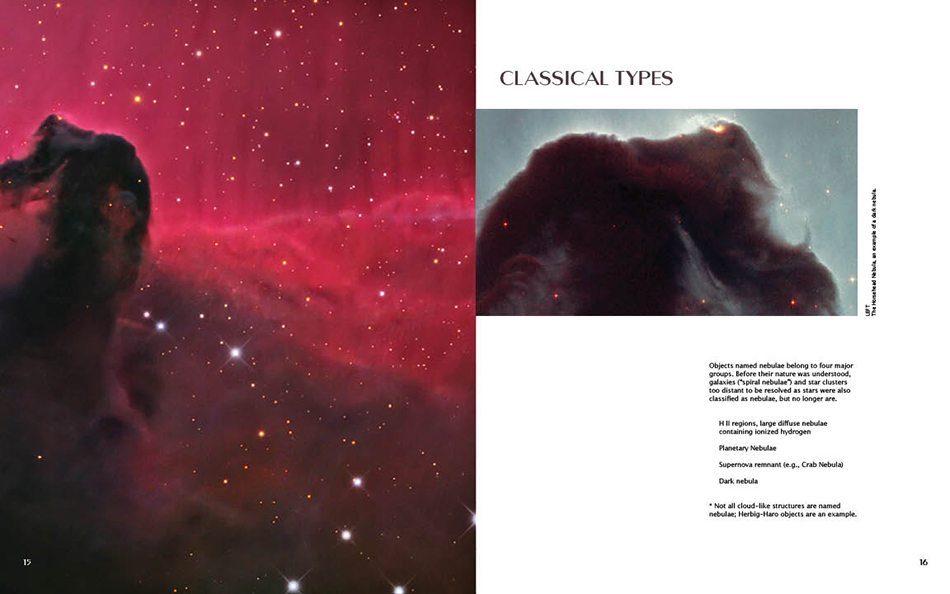 CLASSICAL TYPES
LEFT
The Horsehead Nebula, an example of a dark nebula.
Objects named nebulae belong to four major
groups. Before their nature was understood,
galaxies ("spiral nebulae") and star clusters
too distant to be resolved as stars were also
classified as nebulae, but no longer are.
H II regions, large diffuse nebulae
containing ionized hydrogen
Planetary Nebulae
Supernova remnant (e.g., Crab Nebula)
Dark nebula
* Not all cloud-like structures are named
nebulae; Herbig-Haro objects are an example.
15
16